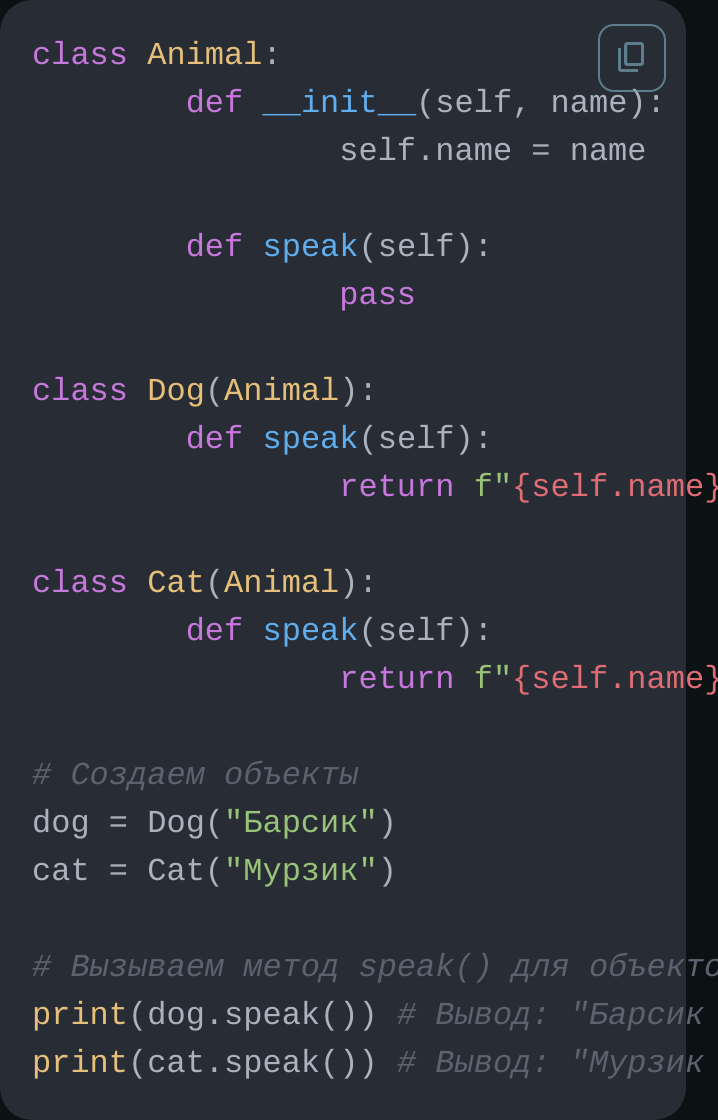 class Animal:
def __init__(self, name):
self.name = name
def speak(self):
pass
class Dog(Animal):
def speak(self):
return f"{self.name}
class Cat(Animal):
def speak(self):
return f"{self.name}
# Создаем объекты
dog = Dog("Барсик")
cat = Cat("Мурзик")
# Вызываем метод speak() для объекто
print(dog.speak()) # Вывод: "Барсик
print(cat.speak()) # Вывод: "Мурзик